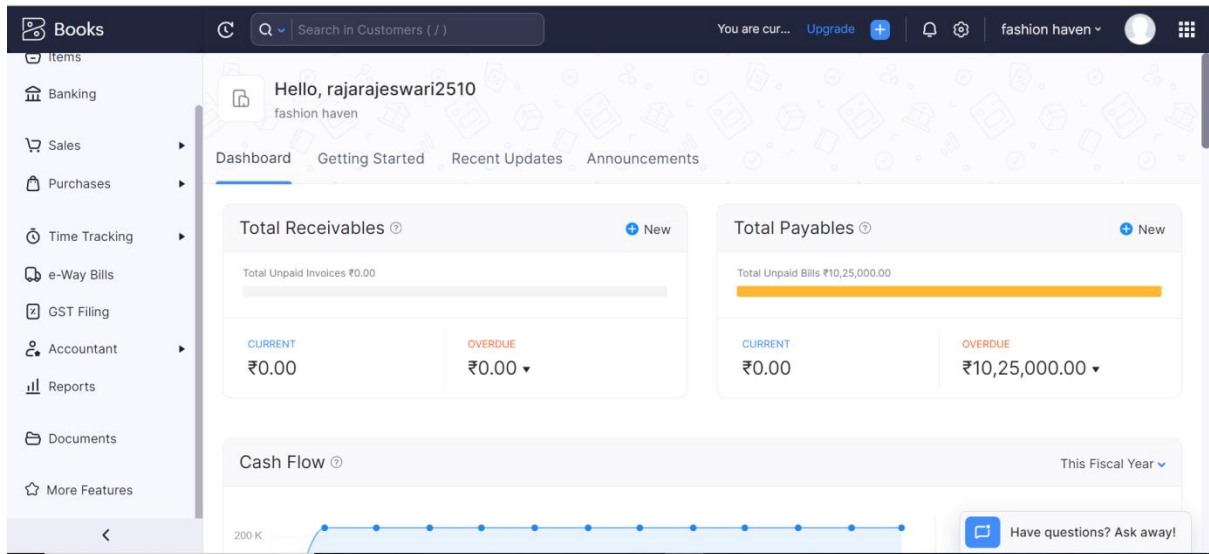 Books
Search in Customers ( / )
You are cur... Upgrade
fashion haven
Items
Banking
Sales
Purchases
Time Tracking
e-Way Bills
GST Filing
Accountant
Reports
Documents
More Features
Hello, rajarajeswari2510
fashion haven
Dashboard Getting Started Recent Updates Announcements
Total Receivables New
Total Unpaid Invoices ₹0.00
CURRENT OVERDUE
₹0.00 ₹0.00
Total Payables New
Total Unpaid Bills ₹10,25,000.00
CURRENT OVERDUE
₹0.00 ₹10,25,000.00
Cash Flow This Fiscal Year
200 K
Have questions? Ask away!